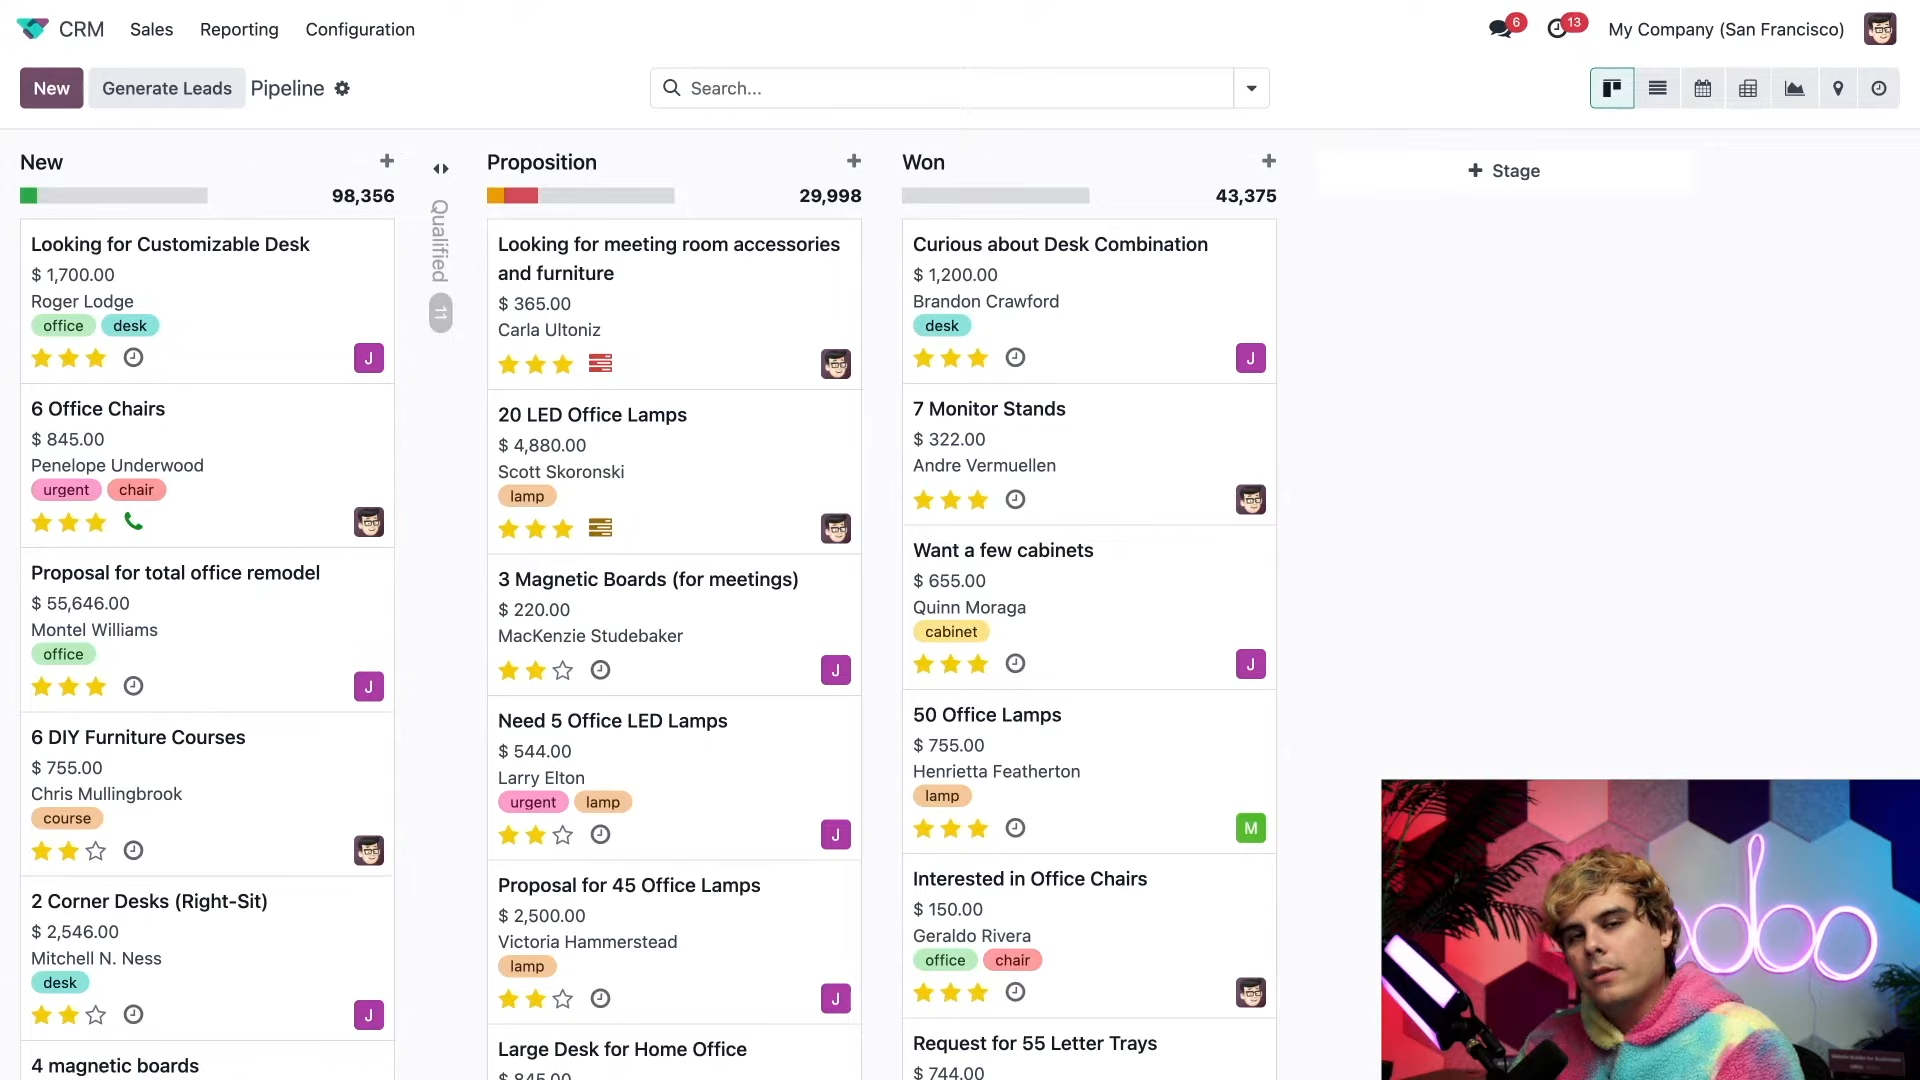 CRM
Sales
Reporting
Configuration
6
13
My Company (San Francisco)
New
Generate Leads
Pipeline
Search...
New
98,356
Looking for Customizable Desk
$ 1,700.00
Roger Lodge
office desk
J
6 Office Chairs
$ 845.00
Penelope Underwood
urgent chair
Proposal for total office remodel
$ 55,646.00
Montel Williams
office
J
6 DIY Furniture Courses
$ 755.00
Chris Mullingbrook
course
2 Corner Desks (Right-Sit)
$ 2,546.00
Mitchell N. Ness
desk
J
4 magnetic boards
Qualified
11
Proposition
29,998
Looking for meeting room accessories
and furniture
$ 365.00
Carla Ultoniz
20 LED Office Lamps
$ 4,880.00
Scott Skoronski
lamp
3 Magnetic Boards (for meetings)
$ 220.00
MacKenzie Studebaker
J
Need 5 Office LED Lamps
$ 544.00
Larry Elton
urgent lamp
J
Proposal for 45 Office Lamps
$ 2,500.00
Victoria Hammerstead
lamp
J
Large Desk for Home Office
$ 845.00
Won
43,375
Curious about Desk Combination
$ 1,200.00
Brandon Crawford
desk
J
7 Monitor Stands
$ 322.00
Andre Vermuellen
Want a few cabinets
$ 655.00
Quinn Moraga
cabinet
J
50 Office Lamps
$ 755.00
Henrietta Featherton
lamp
M
Interested in Office Chairs
$ 150.00
Geraldo Rivera
office chair
Request for 55 Letter Trays
$ 744.00
Stage